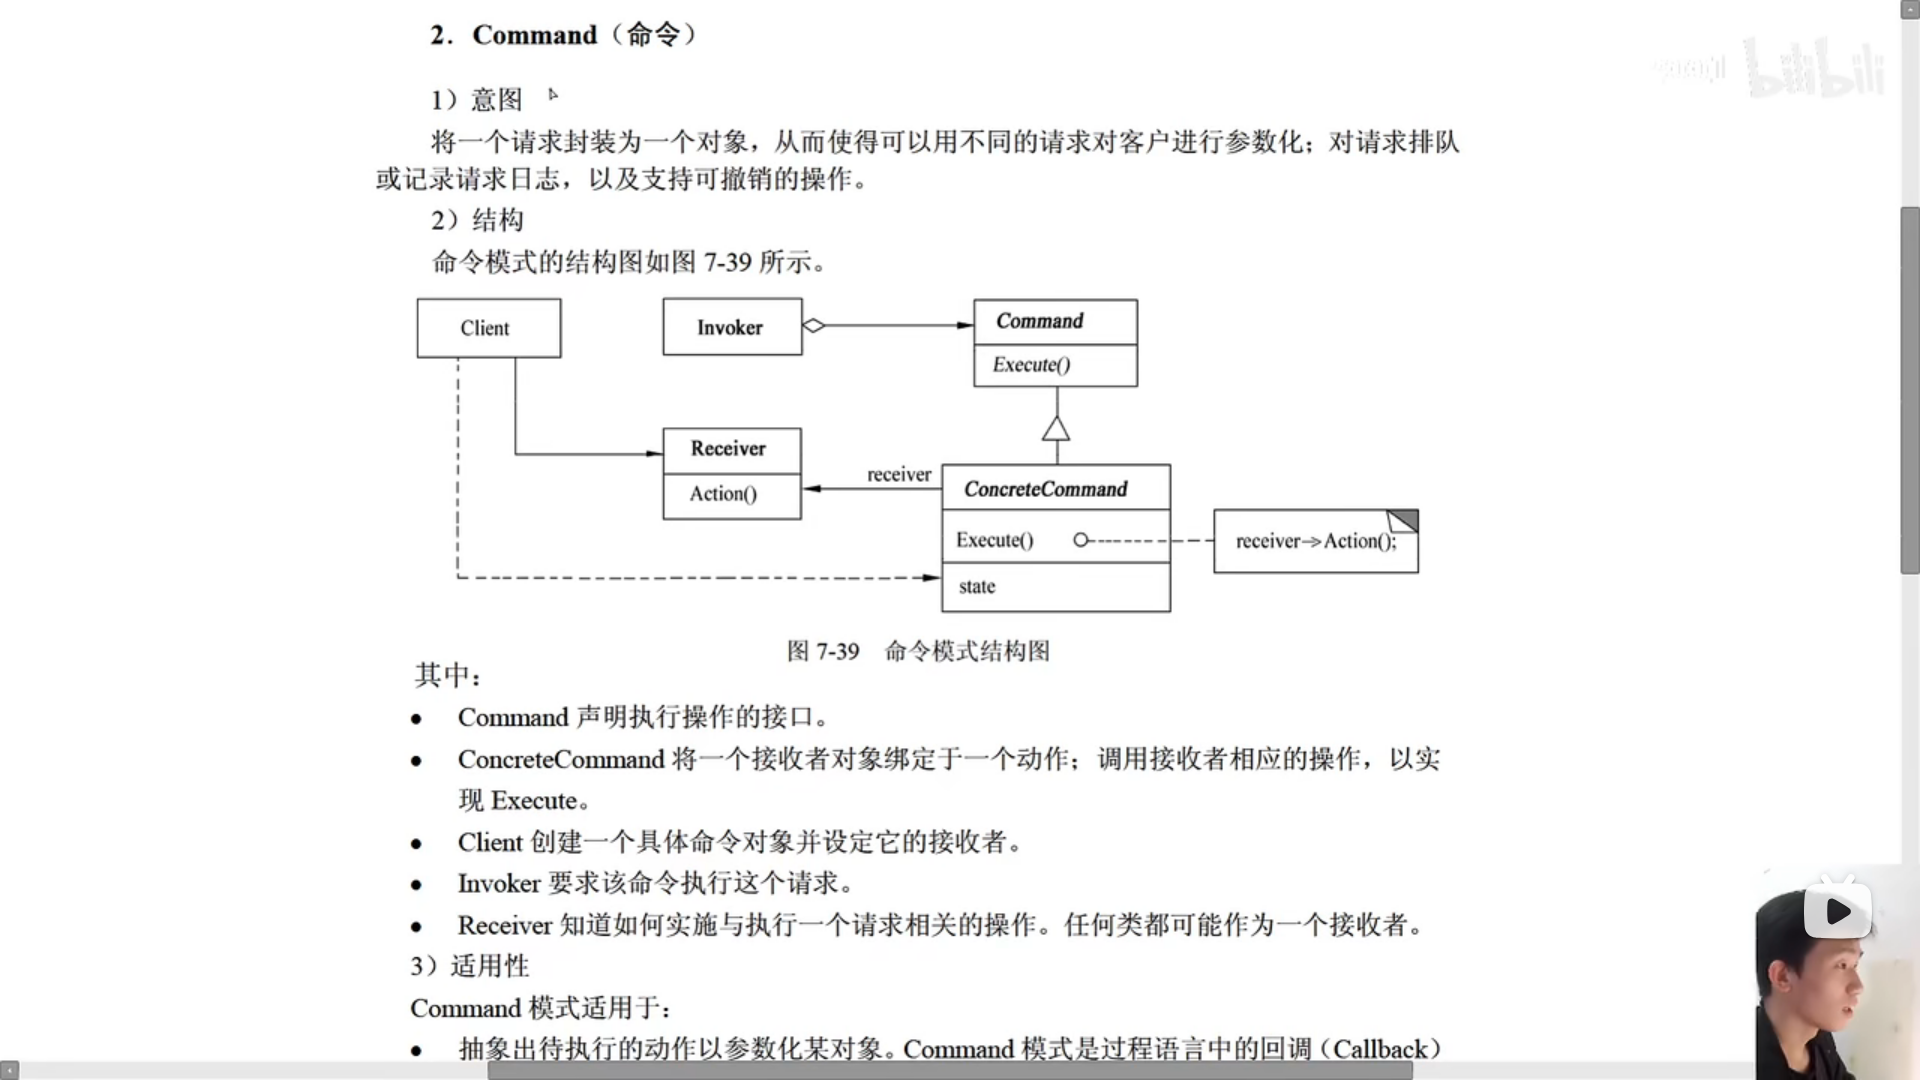 2. Command（命令）
1）意图
将一个请求封装为一个对象，从而使得可以用不同的请求对客户进行参数化；对请求排队
或记录请求日志，以及支持可撤销的操作。
2）结构
命令模式的结构图如图 7-39 所示。
Client
Invoker
Command
Execute()
Receiver
Action()
receiver
ConcreteCommand
Execute()
receiver->Action();
state
图 7-39 命令模式结构图
其中：
● Command 声明执行操作的接口。
● ConcreteCommand 将一个接收者对象绑定于一个动作；调用接收者相应的操作，以实
现 Execute。
● Client 创建一个具体命令对象并设定它的接收者。
● Invoker 要求该命令执行这个请求。
● Receiver 知道如何实施与执行一个请求相关的操作。任何类都可能作为一个接收者。
3）适用性
Command 模式适用于：
● 抽象出待执行的动作以参数化某对象。Command 模式是过程语言中的回调（Callback）
bilibili